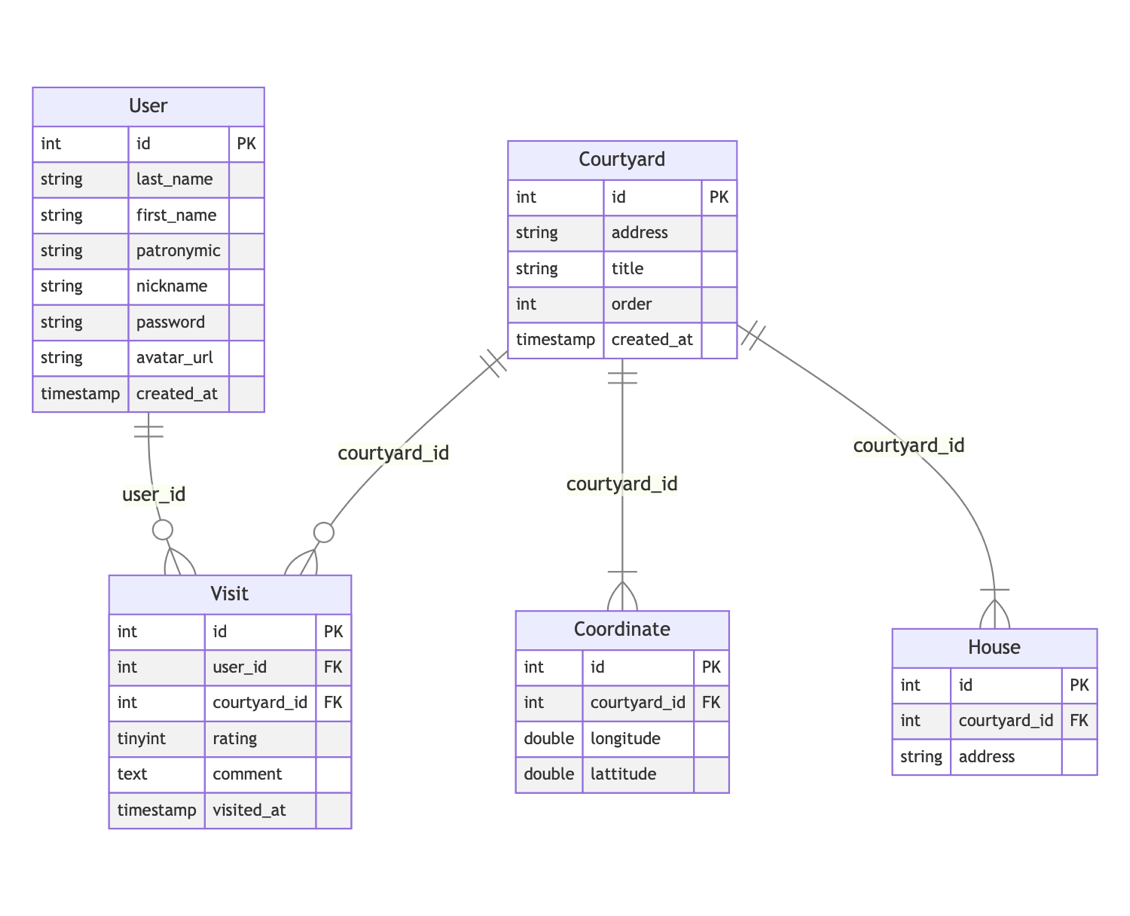 User
int id PK
string last_name
string first_name
string patronymic
string nickname
string password
string avatar_url
timestamp created_at
Courtyard
int id PK
string address
string title
int order
timestamp created_at
user_id
courtyard_id
courtyard_id
courtyard_id
Visit
int id PK
int user_id FK
int courtyard_id FK
tinyint rating
text comment
timestamp visited_at
Coordinate
int id PK
int courtyard_id FK
double longitude
double lattitude
House
int id PK
int courtyard_id FK
string address